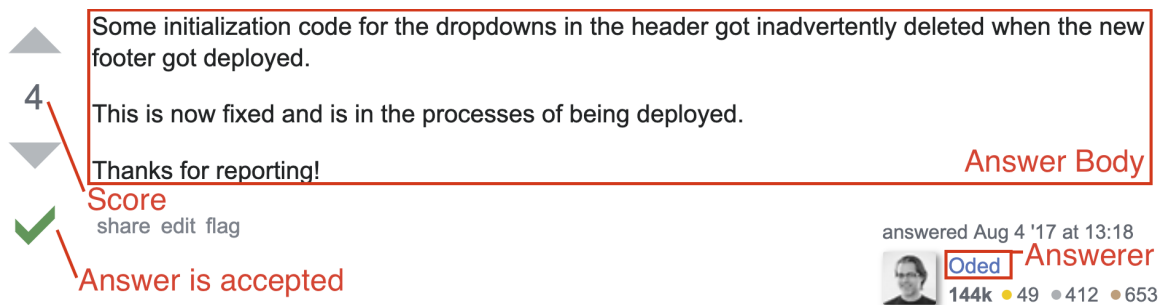 Some initialization code for the dropdowns in the header got inadvertently deleted when the new
footer got deployed.
4
This is now fixed and is in the processes of being deployed.
Thanks for reporting!
Answer Body
Score
share edit flag
answered Aug 4 '17 at 13:18
Answer is accepted
Oded
Answerer
144k 49 412 653